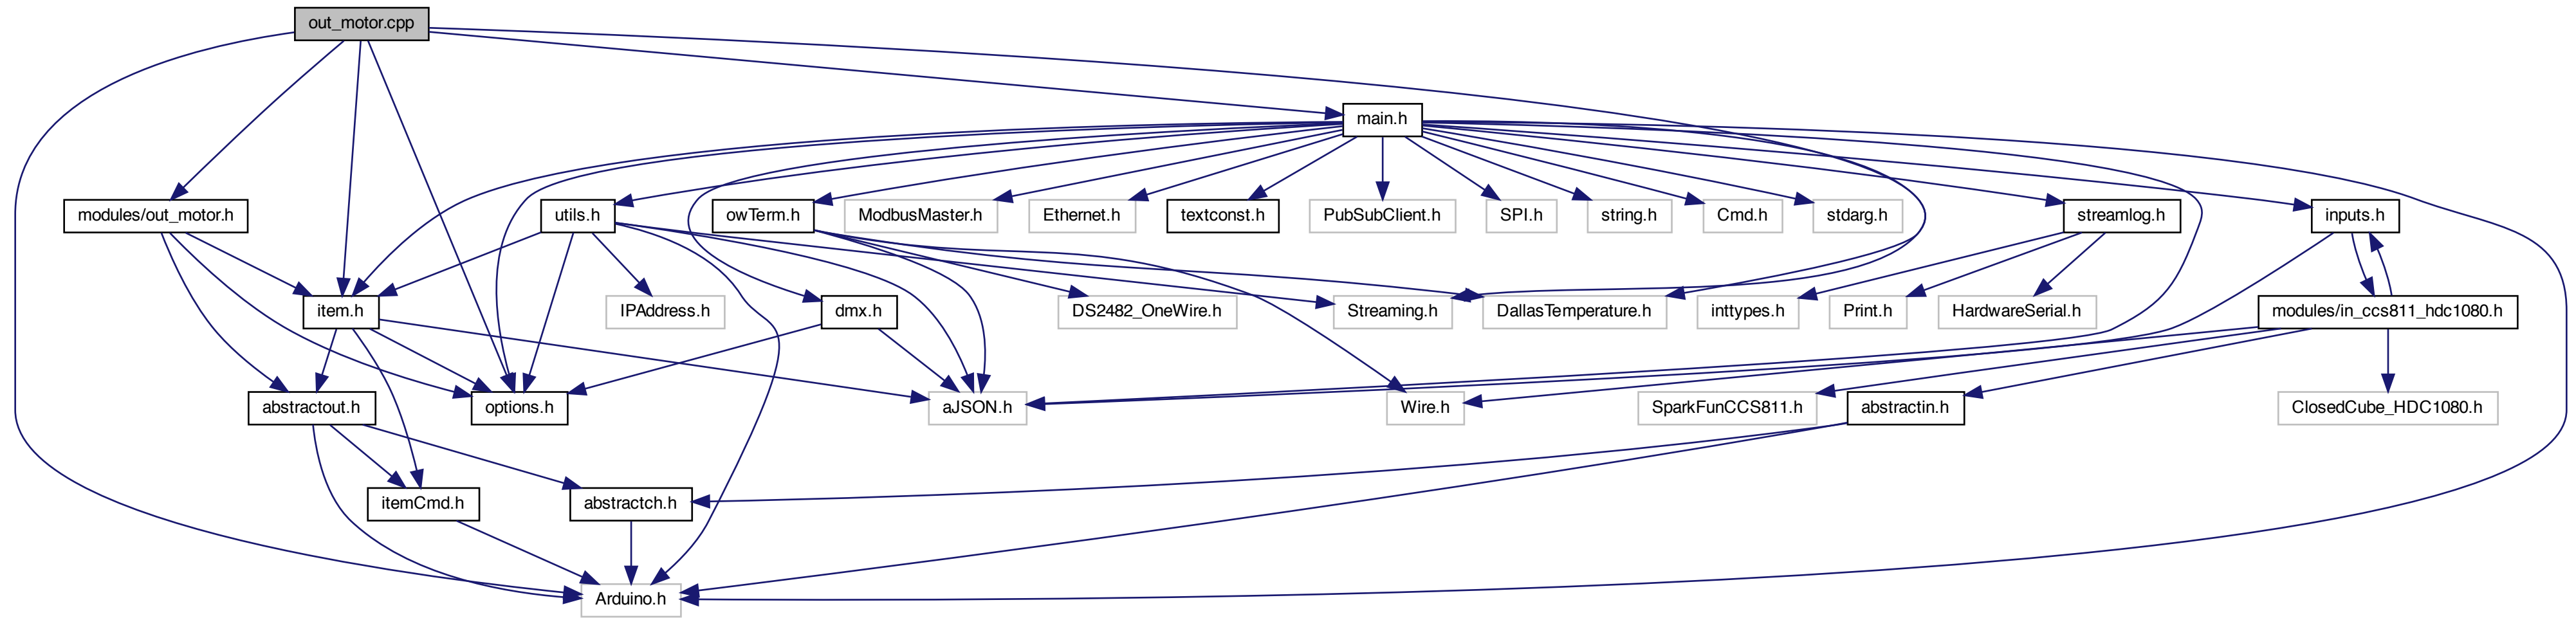 out_motor.cpp
main.h
modules/out_motor.h
utils.h
owTerm.h
ModbusMaster.h
Ethernet.h
textconst.h
PubSubClient.h
SPI.h
string.h
Cmd.h
stdarg.h
streamlog.h
inputs.h
item.h
IPAddress.h
dmx.h
DS2482_OneWire.h
Streaming.h
DallasTemperature.h
inttypes.h
Print.h
HardwareSerial.h
modules/in_ccs811_hdc1080.h
abstractout.h
options.h
aJSON.h
Wire.h
SparkFunCCS811.h
abstractin.h
ClosedCube_HDC1080.h
itemCmd.h
abstractch.h
Arduino.h